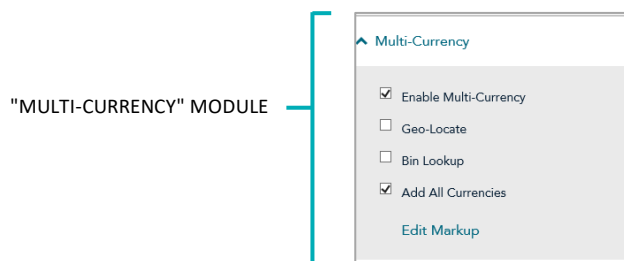 Multi-Currency
Enable Multi-Currency
"MULTI-CURRENCY" MODULE
Geo-Locate
Bin Lookup
Add All Currencies
Edit Markup